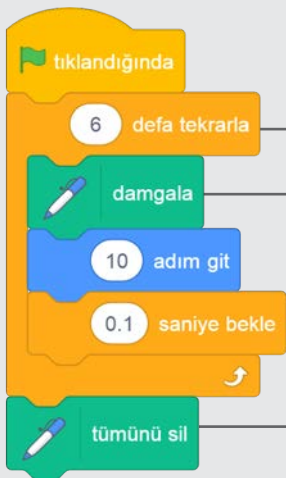 tıklandığında
6 defa tekrarla
damgala
10 adım git
0.1 saniye bekle
tümünü sil